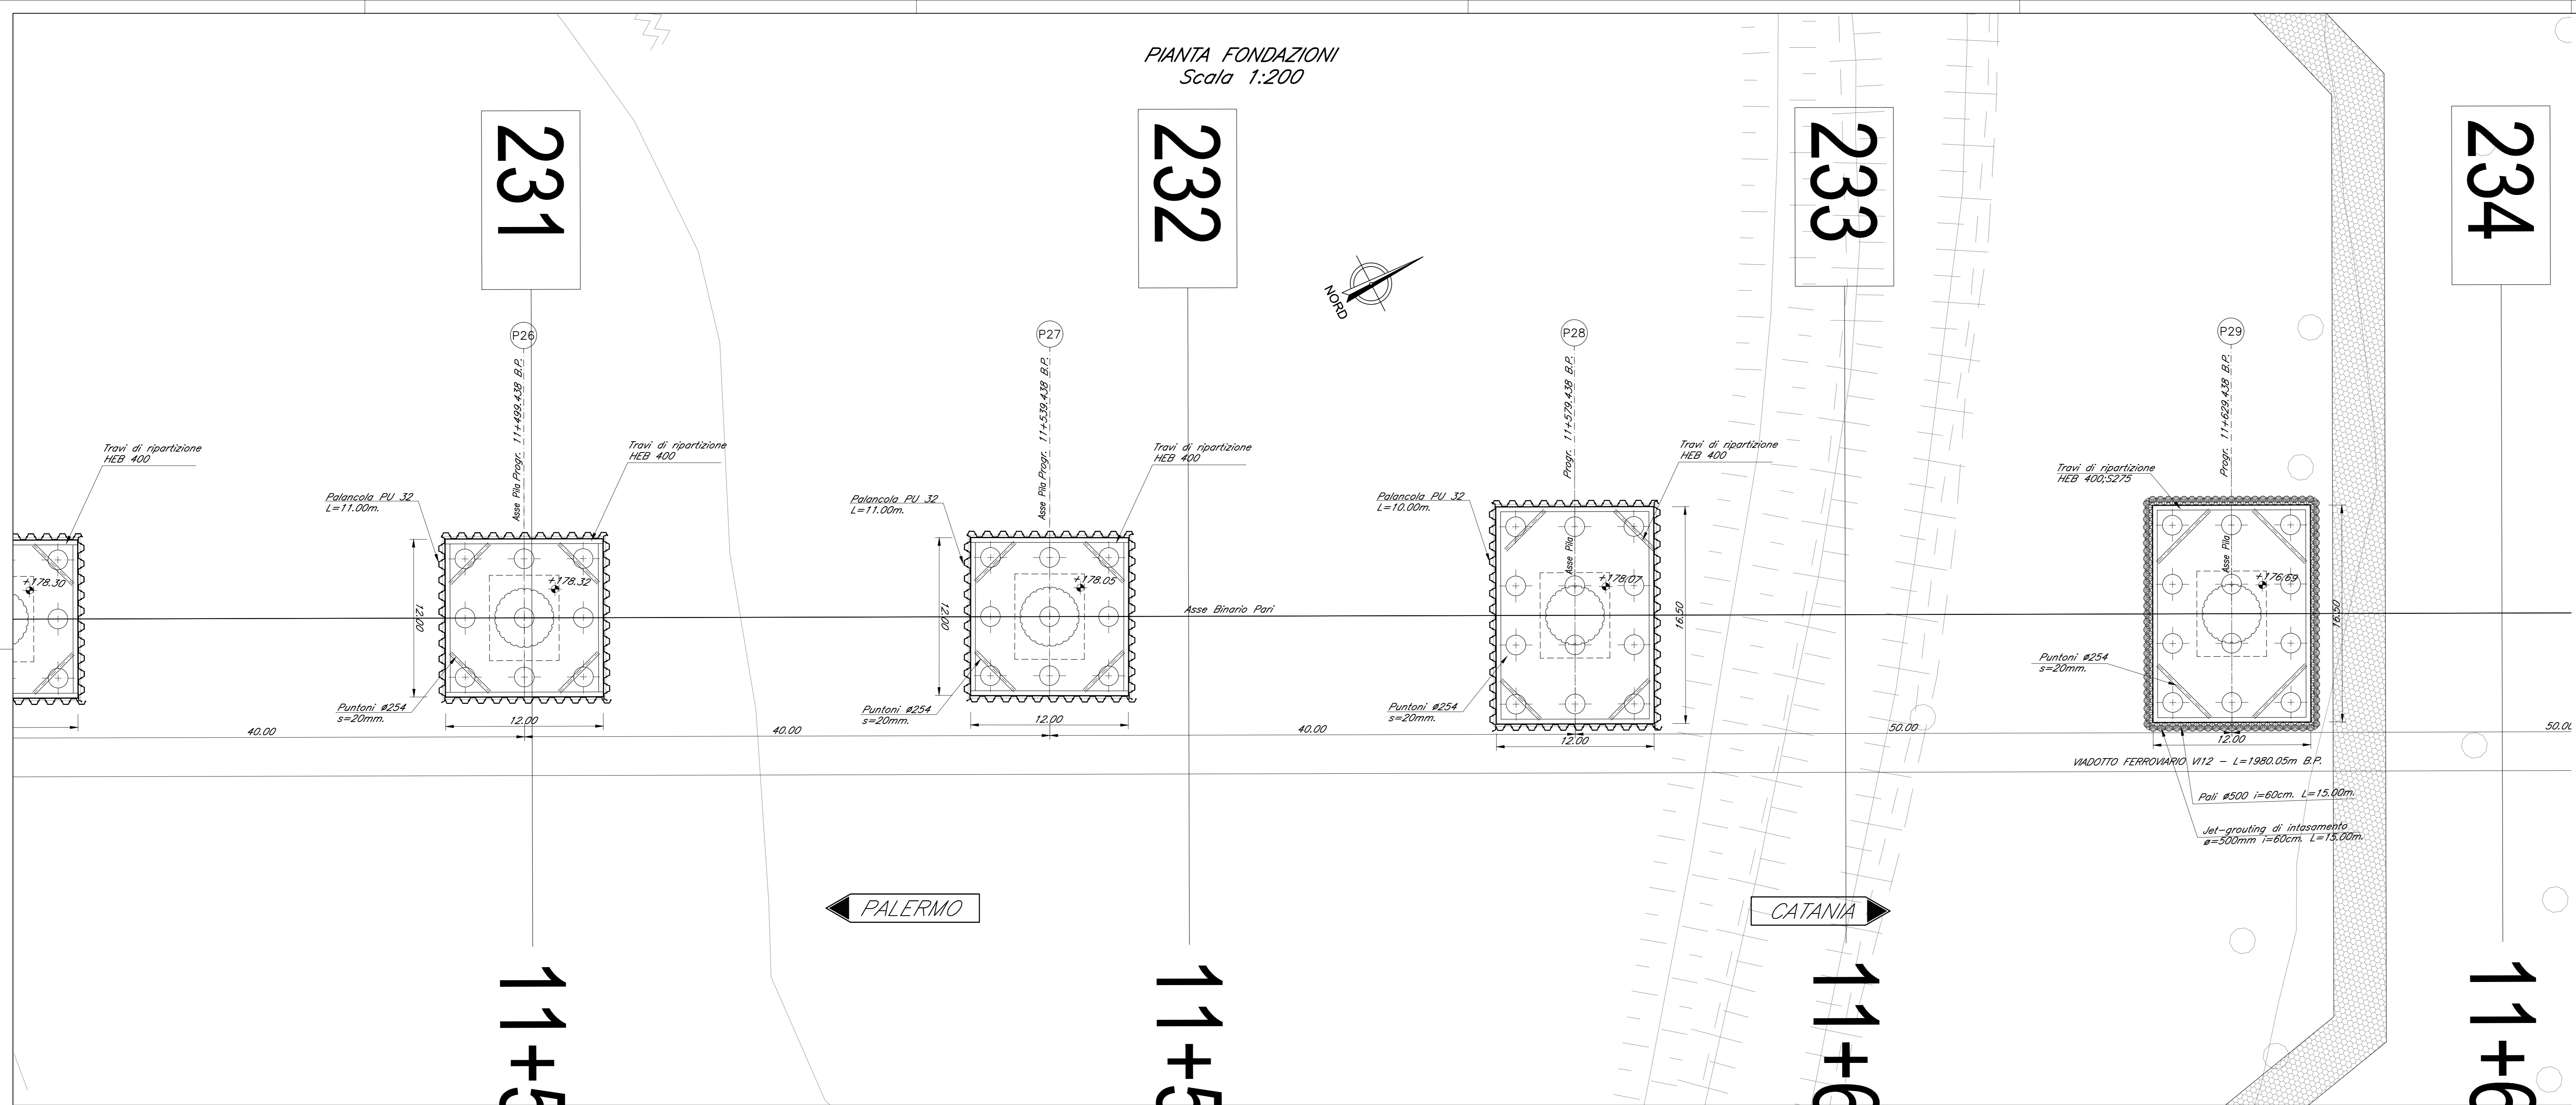 PIANTA FONDAZIONI
Scala 1:200
231
232
233
234
NORD
P26
P27
P28
P29
Asse Pila Progr. 11+499.438 B.P.
Asse Pila Progr. 11+539.438 B.P.
Asse Pila Progr. 11+579.438 B.P.
Asse Pila Progr. 11+629.438 B.P.
Travi di ripartizione
HEB 400
Travi di ripartizione
HEB 400
Travi di ripartizione
HEB 400
Travi di ripartizione
HEB 400
Travi di ripartizione
HEB 400;S275
Palancola PU 32
L=11.00m.
Palancola PU 32
L=11.00m.
Palancola PU 32
L=10.00m.
+178.30
+178.32
+178.05
+178.07
+176.69
12.00
12.00
16.50
16.50
Asse Binario Pari
Puntoni ø254
s=20mm.
Puntoni ø254
s=20mm.
Puntoni ø254
s=20mm.
Puntoni ø254
s=20mm.
12.00
12.00
12.00
12.00
40.00
40.00
40.00
50.00
50.00
VIADOTTO FERROVIARIO VI12 - L=1980.05m B.P.
Pali ø500 i=60cm. L=15.00m.
Jet-grouting di intasamento
ø=500mm i=60cm. L=15.00m.
PALERMO
CATANIA
11+5
11+5
11+6
11+6